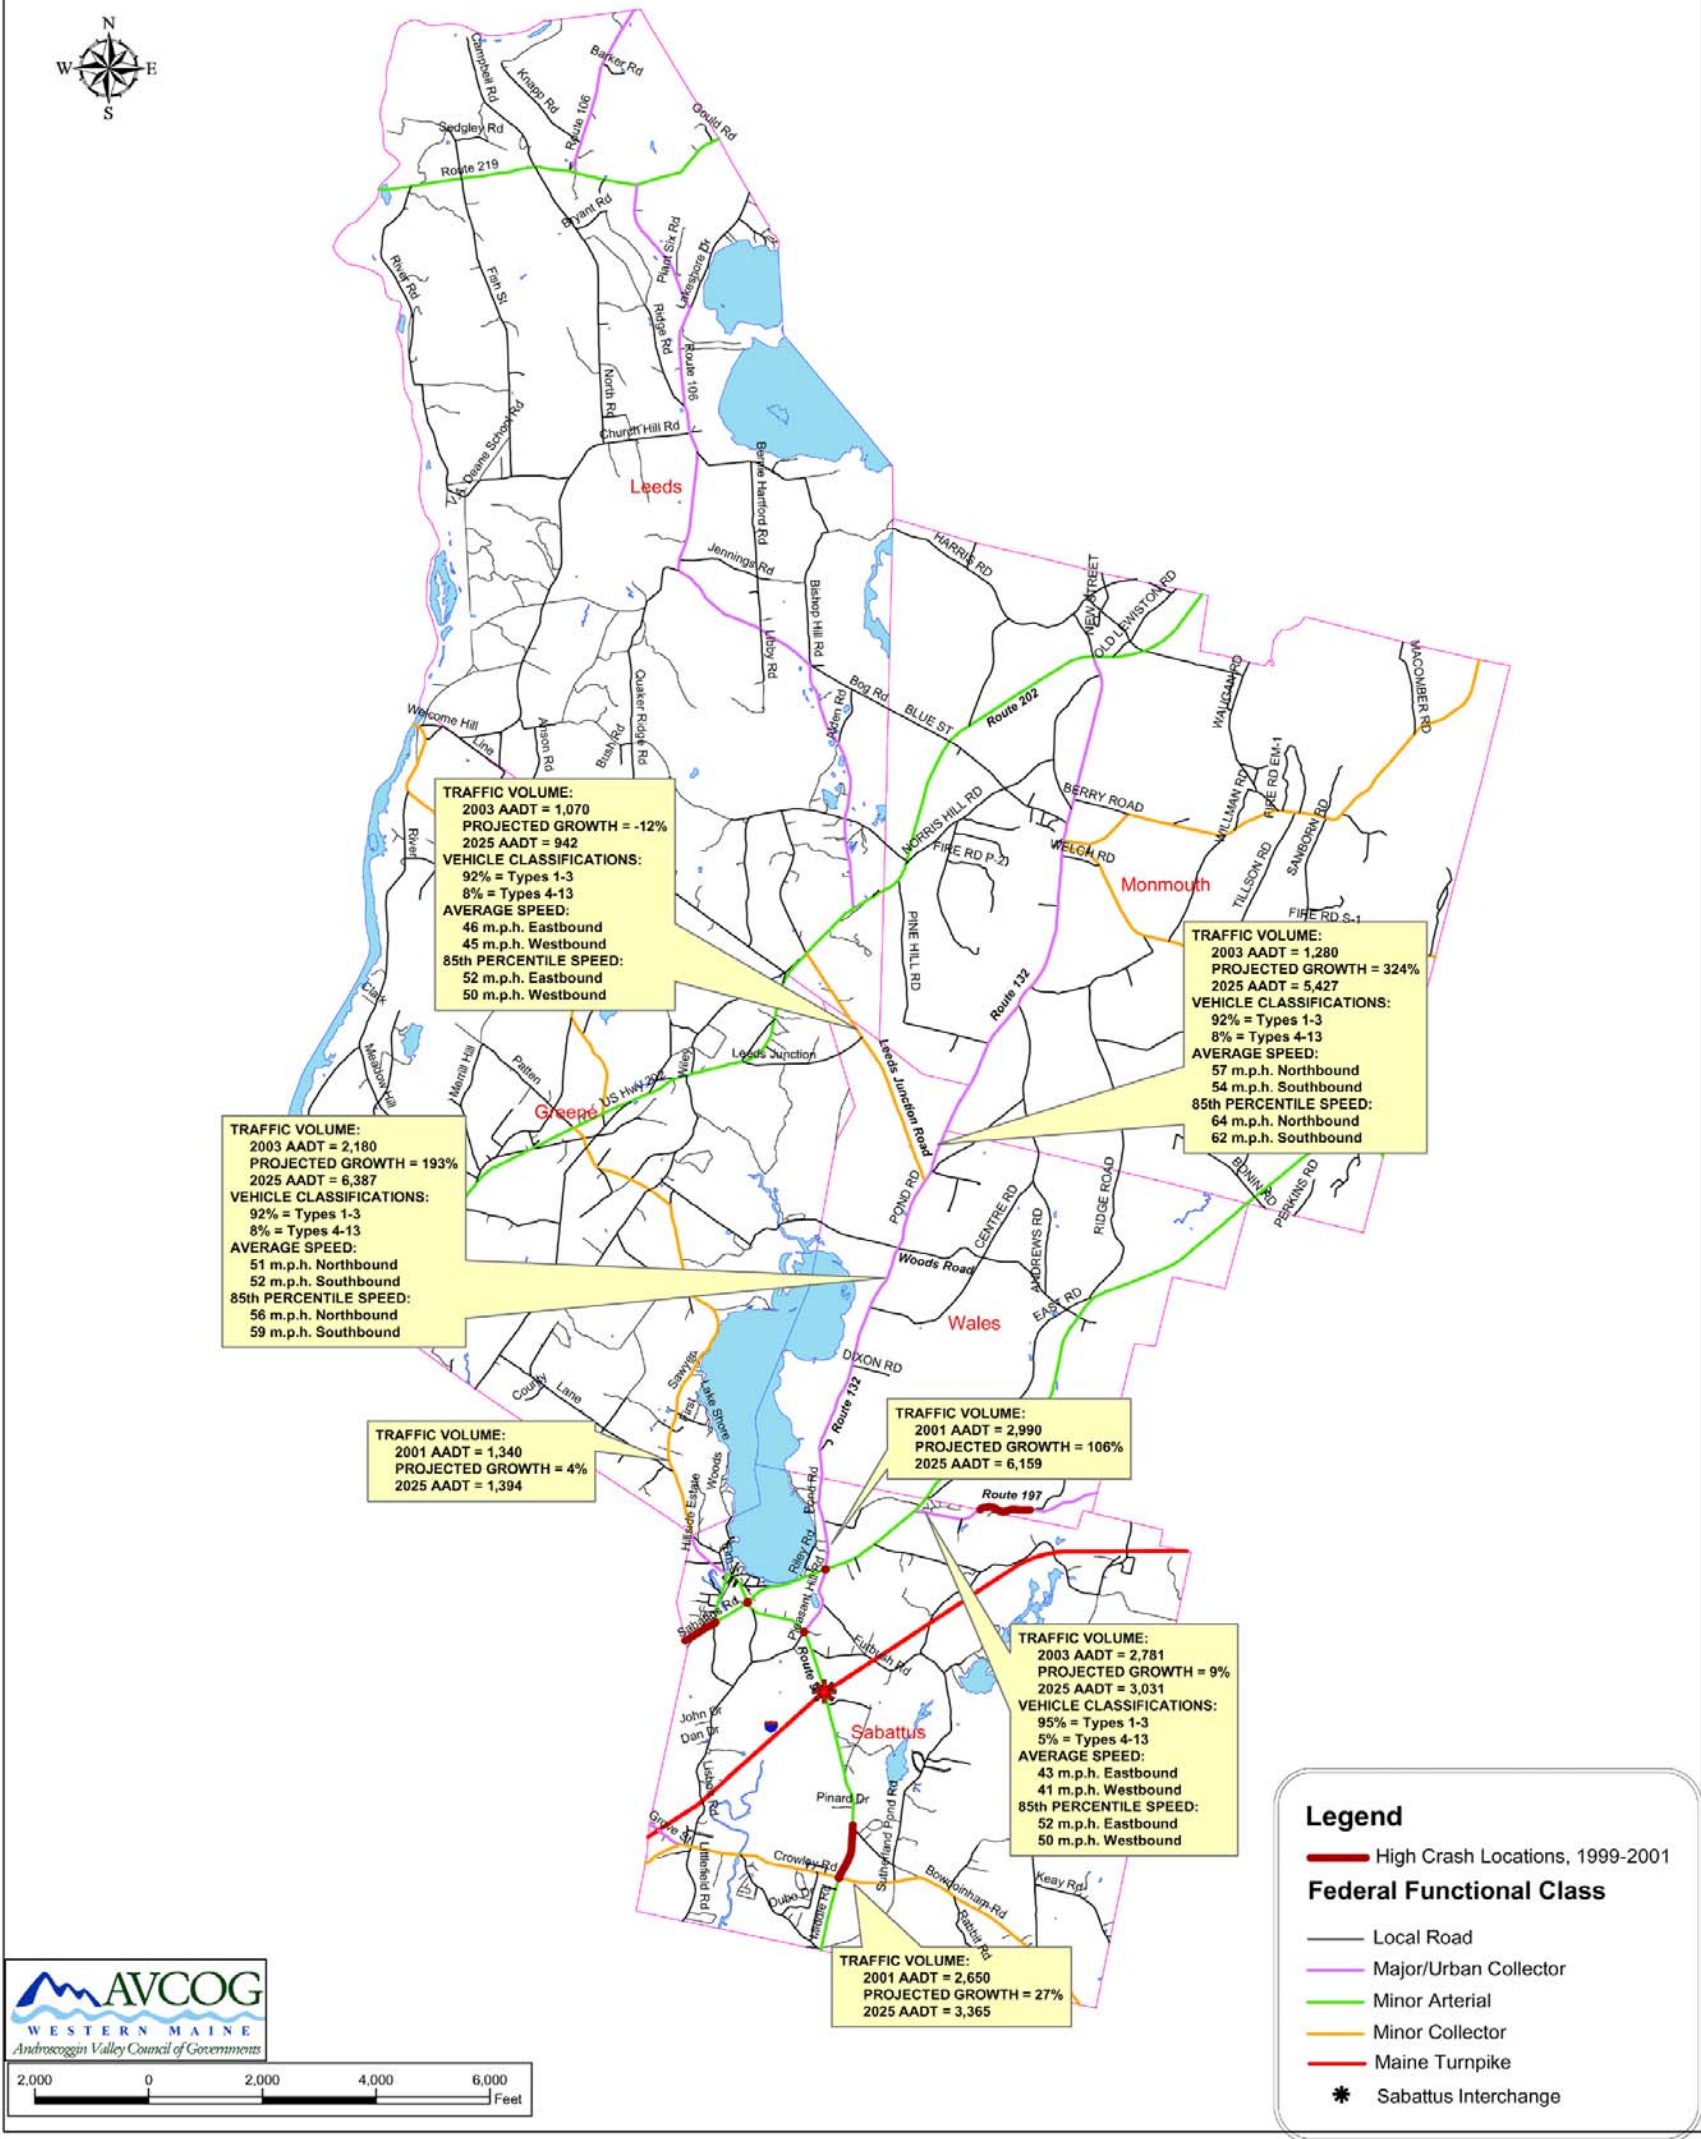 N
W
E
S
Campbell Rd
Knapp Rd
Barker Rd
Route 106
Gould Rd
Sedgley Rd
Route 219
Bryant Rd
River Rd
Fish St
Plant Six Rd
Lakeshore Dr
Ridge Rd
Route 106
North Rd
Church Hill Rd
Deane School Rd
Leeds
Bernie Hartford Rd
Jennings Rd
HARRIS RD
NEW STREET
OLD LEWISTON RD
Bishop Hill Rd
Libby Rd
Quaker Ridge Rd
MACOMBER RD
WAUGAN RD
Bog Rd
Alden Rd
BLUE ST
Route 202
Welcome Hill
Line
Anson Rd
Bush Rd
FIRE RD EM-1
WILLMAN RD
BERRY ROAD
NORRIS HILL RD
FIRE RD P-2
WELCH RD
SANBORN RD
TILLSON RD
Monmouth
FIRE RD S-1
River
TRAFFIC VOLUME:
2003 AADT = 1,070
PROJECTED GROWTH = -12%
2025 AADT = 942
VEHICLE CLASSIFICATIONS:
92% = Types 1-3
8% = Types 4-13
AVERAGE SPEED:
46 m.p.h. Eastbound
45 m.p.h. Westbound
85th PERCENTILE SPEED:
52 m.p.h. Eastbound
50 m.p.h. Westbound
PINE HILL RD
Route 132
TRAFFIC VOLUME:
2003 AADT = 1,280
PROJECTED GROWTH = 324%
2025 AADT = 5,427
VEHICLE CLASSIFICATIONS:
92% = Types 1-3
8% = Types 4-13
AVERAGE SPEED:
57 m.p.h. Northbound
54 m.p.h. Southbound
85th PERCENTILE SPEED:
64 m.p.h. Northbound
62 m.p.h. Southbound
Clark
Meadow Hill
Merrill Hill
Patten
Wiley
Leeds Junction
US Hwy 202
Greene
Leeds Junction Road
TRAFFIC VOLUME:
2003 AADT = 2,180
PROJECTED GROWTH = 193%
2025 AADT = 6,387
VEHICLE CLASSIFICATIONS:
92% = Types 1-3
8% = Types 4-13
AVERAGE SPEED:
51 m.p.h. Northbound
52 m.p.h. Southbound
85th PERCENTILE SPEED:
56 m.p.h. Northbound
59 m.p.h. Southbound
POND RD
CENTRE RD
ANDREWS RD
RIDGE ROAD
BONIN RD
PERKINS RD
Woods Road
EAST RD
Wales
DIXON RD
Route 132
Sawyer
First
Lake Shore
County
Lane
Woods
Hillside Estate
TRAFFIC VOLUME:
2001 AADT = 1,340
PROJECTED GROWTH = 4%
2025 AADT = 1,394
TRAFFIC VOLUME:
2001 AADT = 2,990
PROJECTED GROWTH = 106%
2025 AADT = 6,159
Route 197
Pond Rd
Riley Rd
Pleasant Hill Rd
Sabattus Rd
Route
Furbush Rd
Sabattus
John Dr
Dan Dr
Lisbon Rd
Pinard Dr
Sutherland Pond Rd
TRAFFIC VOLUME:
2003 AADT = 2,781
PROJECTED GROWTH = 9%
2025 AADT = 3,031
VEHICLE CLASSIFICATIONS:
95% = Types 1-3
5% = Types 4-13
AVERAGE SPEED:
43 m.p.h. Eastbound
41 m.p.h. Westbound
85th PERCENTILE SPEED:
52 m.p.h. Eastbound
50 m.p.h. Westbound
Grove St
Littlefield Rd
Crowley Rd
Dube Dr
Middle Rd
Bowdoinham Rd
Rabbit Rd
Keay Rd
TRAFFIC VOLUME:
2001 AADT = 2,650
PROJECTED GROWTH = 27%
2025 AADT = 3,365
Legend
High Crash Locations, 1999-2001
Federal Functional Class
Local Road
Major/Urban Collector
Minor Arterial
Minor Collector
Maine Turnpike
Sabattus Interchange
AVCOG
WESTERN MAINE
Androscoggin Valley Council of Governments
2,000 0 2,000 4,000 6,000
Feet